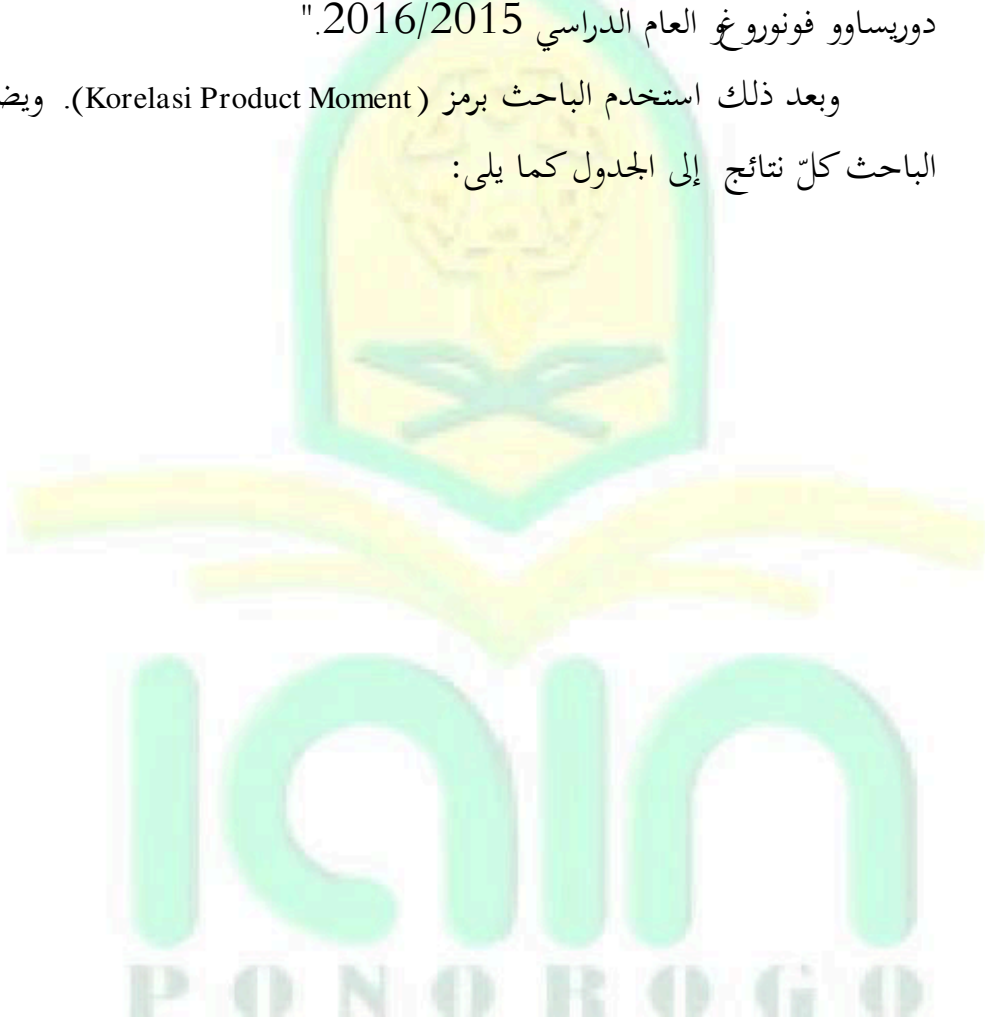 دوريساوو فونوروغو العام الدراسي 2016/2015."
وبعد ذلك استخدم الباحث برمز (Korelasi Product Moment). ويض
الباحث كلّ نتائج إلى الجدول كما يلى:
iain
PONOROGO